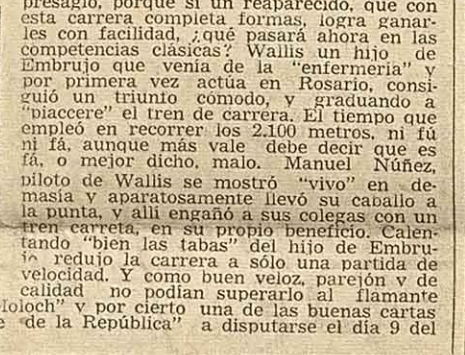 presagio, porque si un reaparecido, que con
esta carrera completa formas, logra ganar-
les con facilidad, ¿qué pasará ahora en las
competencias clásicas? Wallis un hijo de
Embrujo que venía de la "enfermería" y
por primera vez actúa en Rosario, consi-
guió un triunfo cómodo, y graduando a
"piaccere" el tren de carrera. El tiempo que
empleó en recorrer los 2.100 metros, ni fú
ni fá, aunque más vale debe decir que es
fá, o mejor dicho, malo. Manuel Núñez,
piloto de Wallis se mostró "vivo" en de-
masía y aparatosamente llevó su caballo a
la punta, y allí engañó a sus colegas con un
tren carreta, en su propio beneficio. Calen-
tando "bien las tabas" del hijo de Embru-
jo redujo la carrera a sólo una partida de
velocidad. Y como buen veloz, parejón y de
calidad no podían superarlo al flamante
Moloch" y por cierto una de las buenas cartas
e de la República" a disputarse el día 9 del